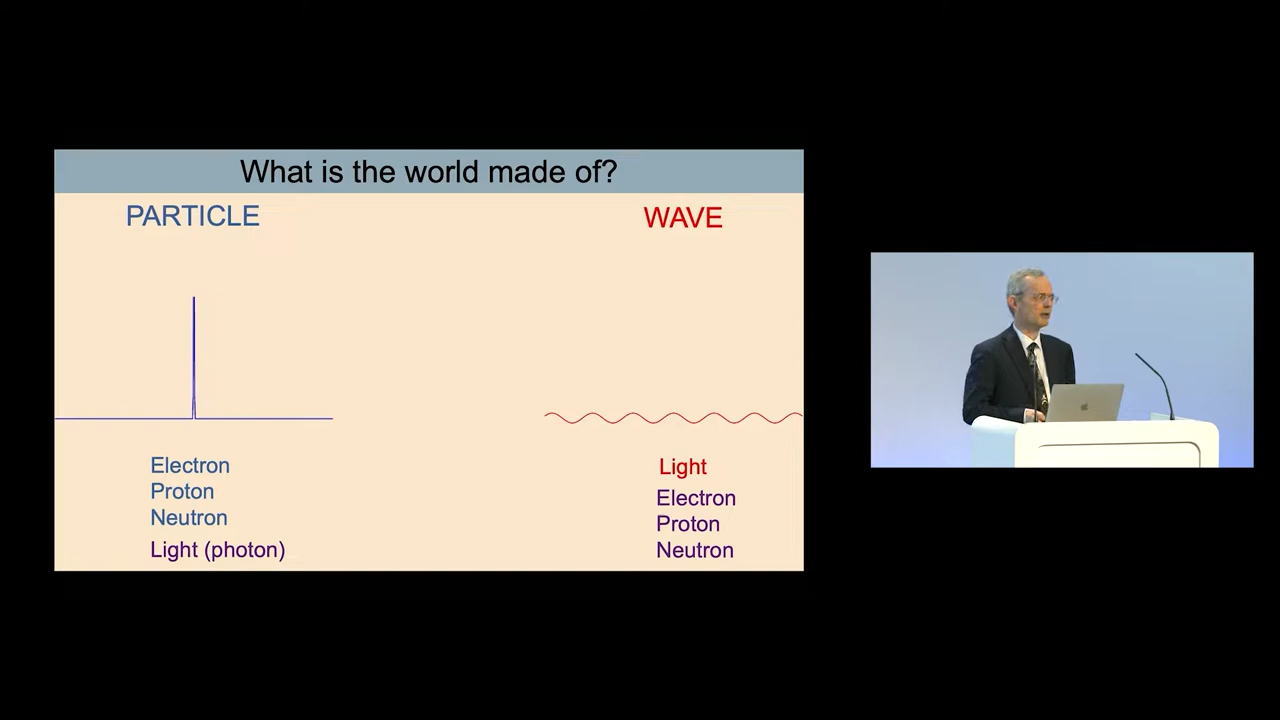 What is the world made of?
PARTICLE
Electron
Proton
Neutron
Light (photon)
WAVE
Light
Electron
Proton
Neutron